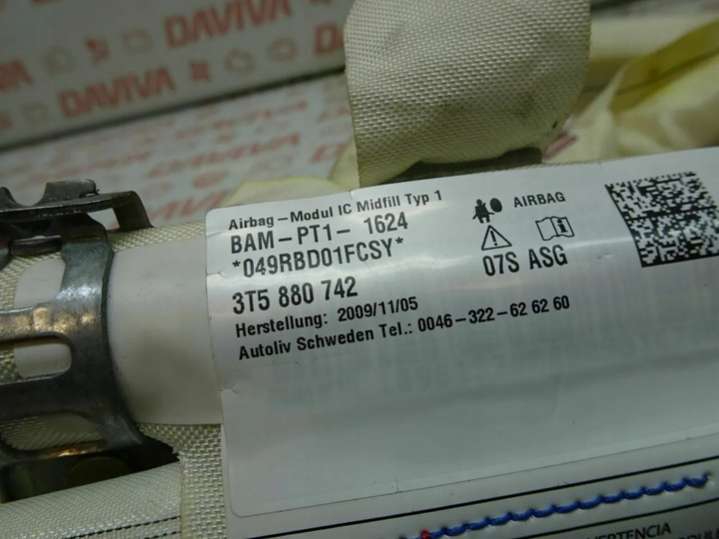 DAVIVA
DAVIVA DAVIVA
Airbag-Modul IC Midfill Typ 1
BAM-PT1- 1624
*049RBD01FCSY*
3T5 880 742
Herstellung: 2009/11/05
Autoliv Schweden Tel.: 0046-322-62 62 60
AIRBAG
07S ASG